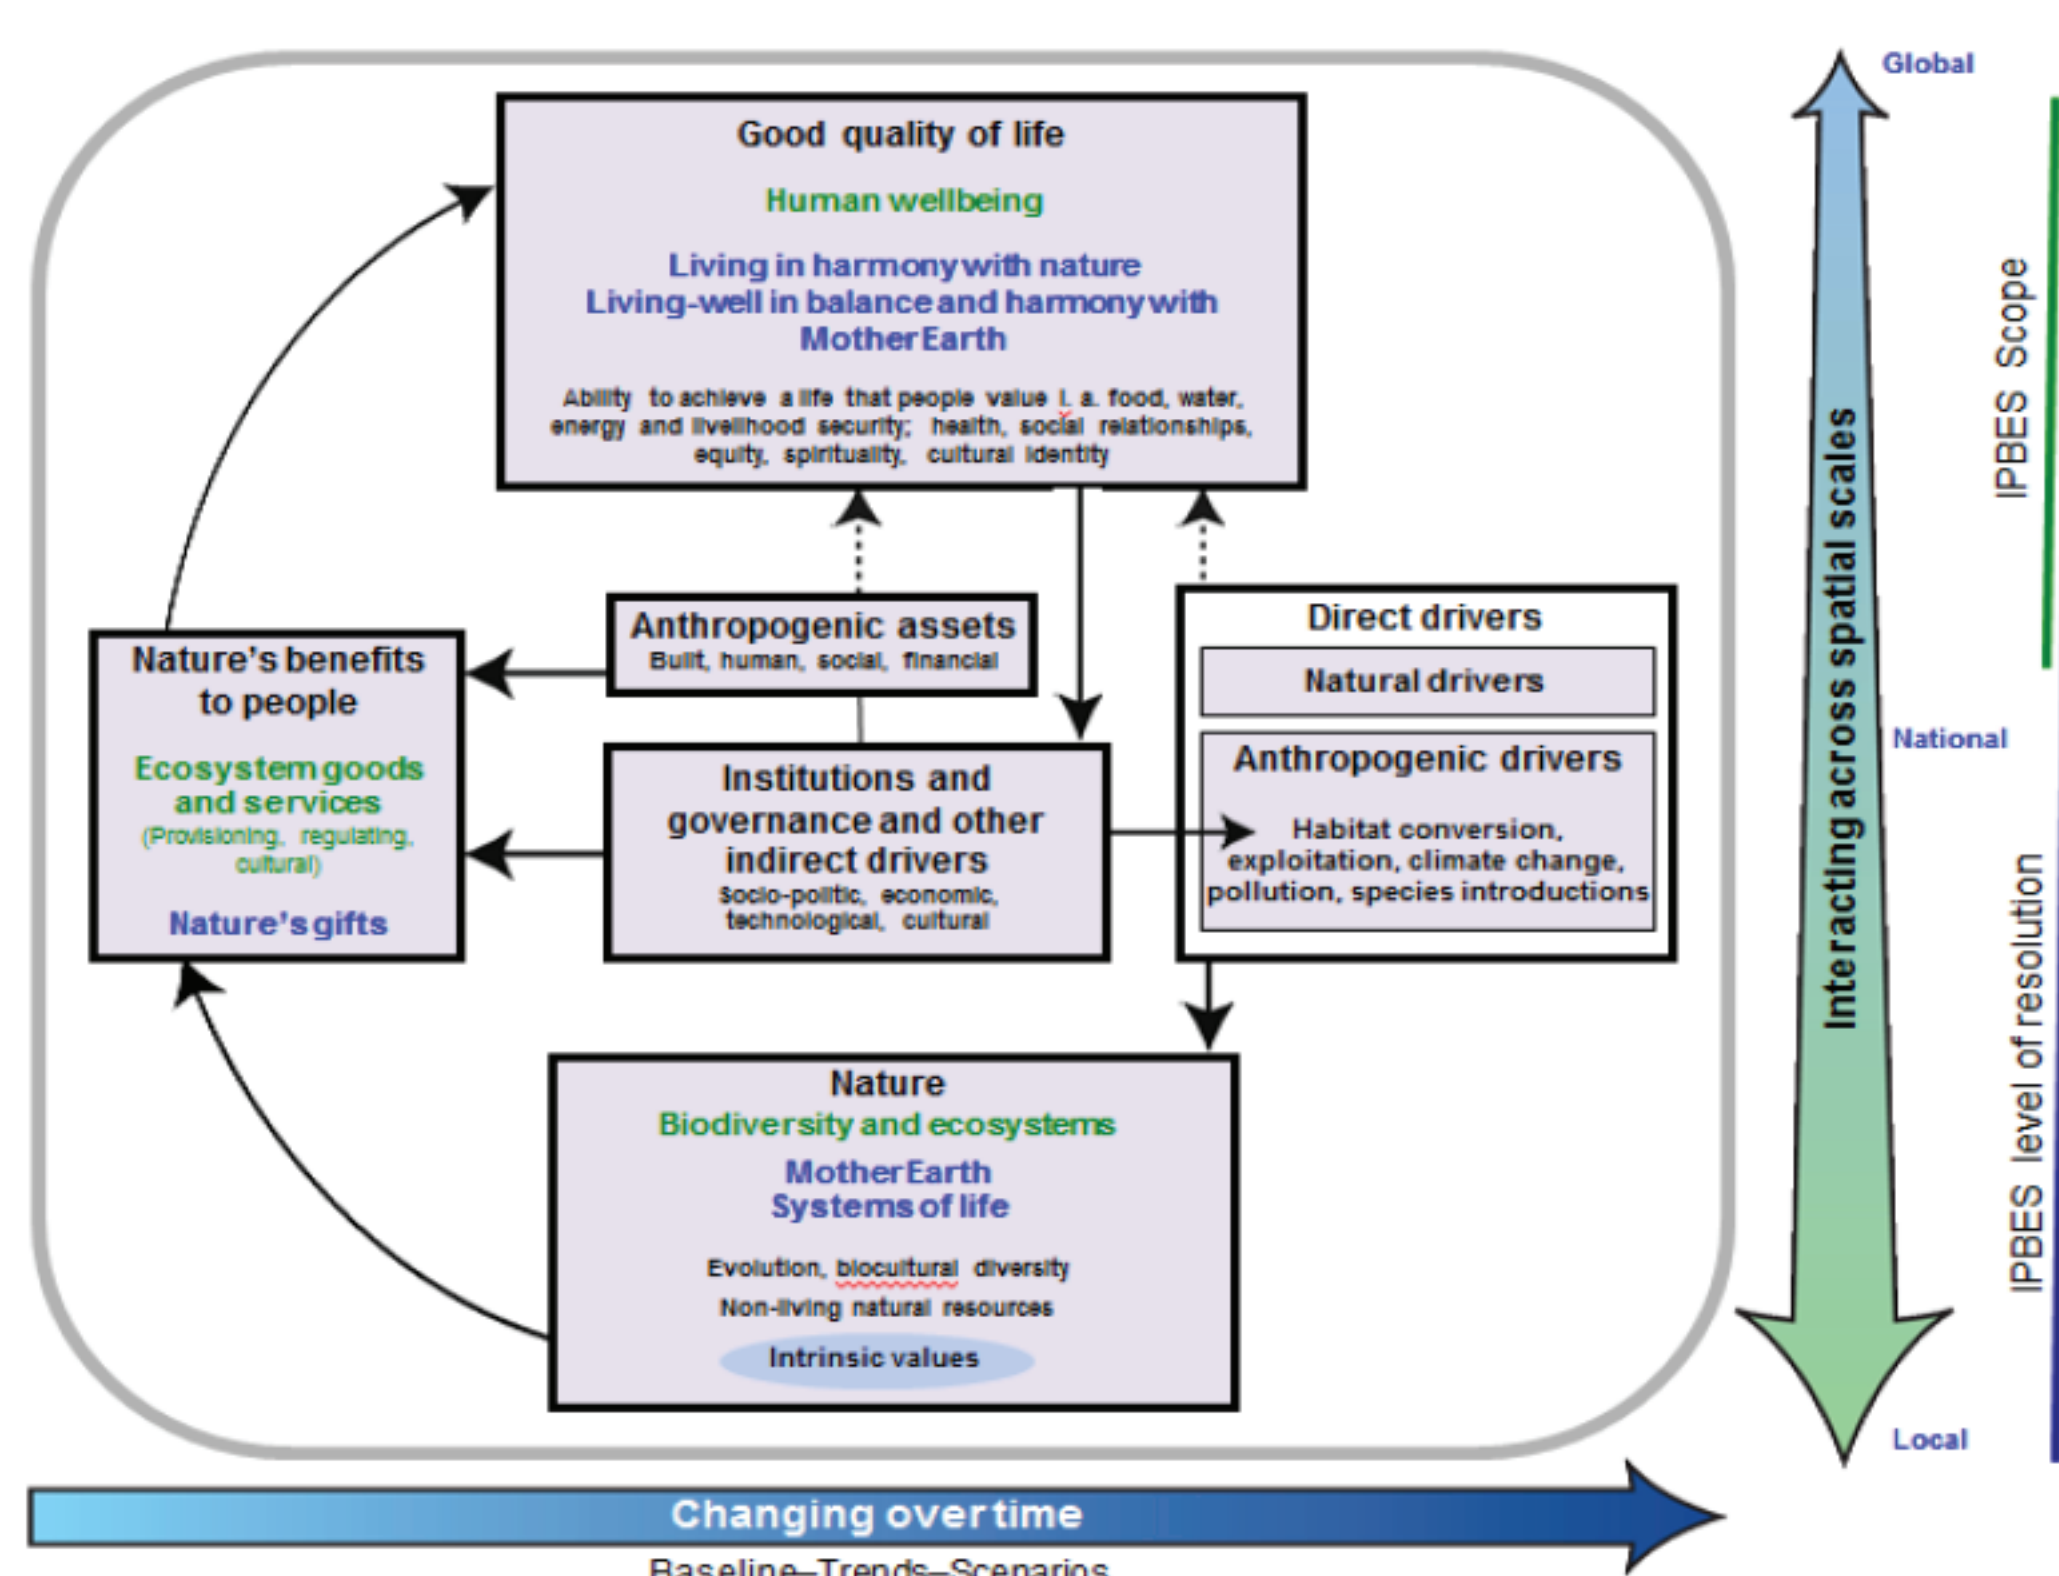 Good quality of life
Human wellbeing
Living in harmony with nature
Living-well in balance and harmony with
Mother Earth
Ability to achieve a life that people value i. a. food, water,
energy and livelihood security; health, social relationships,
equity, spirituality, cultural identity
Anthropogenic assets
Built, human, social, financial
Nature's benefits
to people
Ecosystem goods
and services
(Provisioning, regulating,
cultural)
Nature's gifts
Institutions and
governance and other
indirect drivers
Socio-politic, economic,
technological, cultural
Direct drivers
Natural drivers
Anthropogenic drivers
Habitat conversion,
exploitation, climate change,
pollution, species introductions
Nature
Biodiversity and ecosystems
Mother Earth
Systems of life
Evolution, biocultural diversity
Non-living natural resources
Intrinsic values
Changing over time
Baseline–Trends–Scenarios
Interacting across spatial scales
Global
National
Local
IPBES Scope
IPBES level of resolution